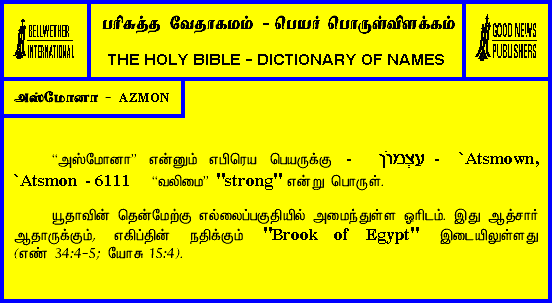 BELLWETHER
INTERNATIONAL
பரிசுத்த வேதாகமம் - பெயர் பொருள்விளக்கம்
THE HOLY BIBLE - DICTIONARY OF NAMES
GOOD NEWS
PUBLISHERS
அஸ்மோனா - AZMON
“அஸ்மோனா” என்னும் எபிரெய பெயருக்கு - עַצְמוֹן - `Atsmown,
`Atsmon - 6111 “வலிமை” "strong" என்று பொருள்.
யூதாவின் தென்மேற்கு எல்லைப்பகுதியில் அமைந்துள்ள ஓரிடம். இது ஆத்சார்
ஆதாருக்கும், எகிப்தின் நதிக்கும் "Brook of Egypt" இடையிலுள்ளது
(எண் 34:4-5; யோசு 15:4).